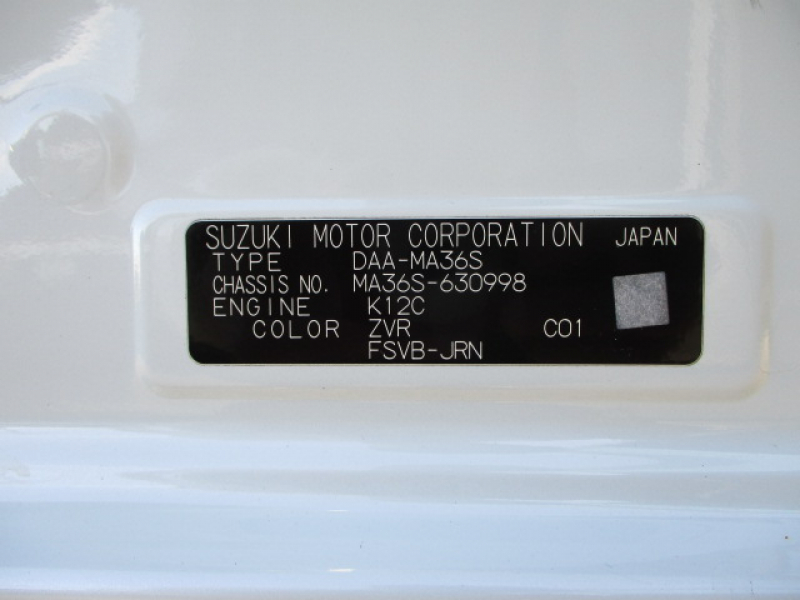 SUZUKI MOTOR CORPORATION JAPAN
TYPE DAA-MA36S
CHASSIS NO. MA36S-630998
ENGINE K12C
COLOR ZVR C01
FSVB-JRN